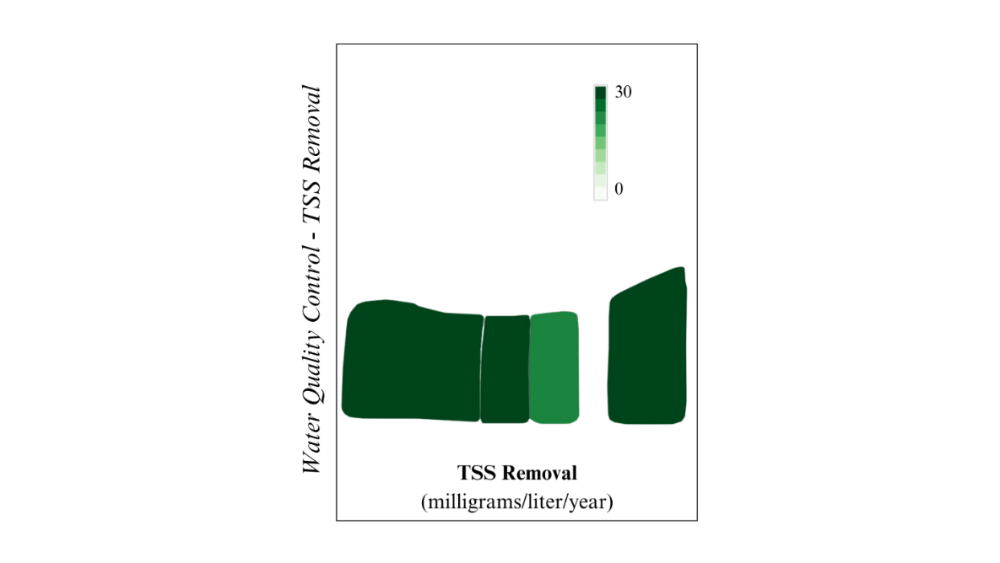 Water Quality Control - TSS Removal
30
0
TSS Removal
(milligrams/liter/year)